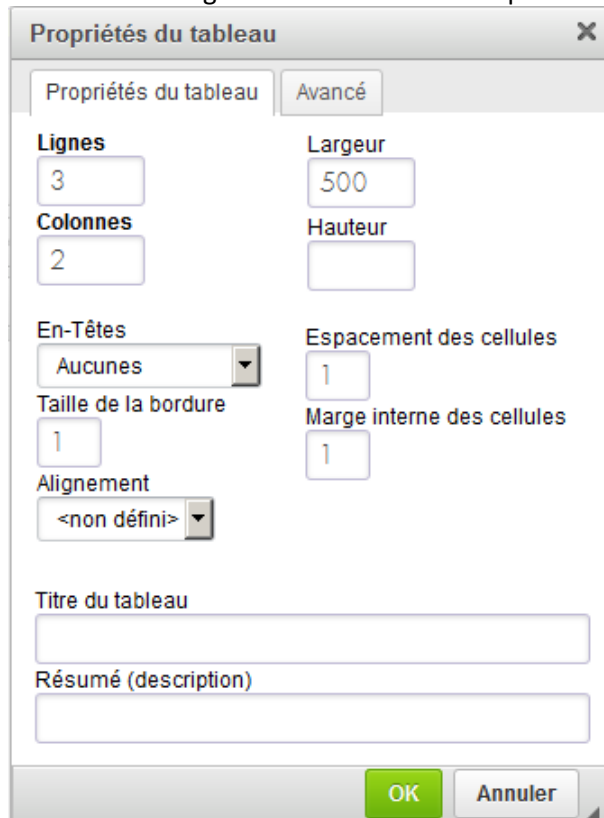 Propriétés du tableau
Propriétés du tableau
Avancé
Lignes
3
Largeur
500
Colonnes
2
Hauteur
En-Têtes
Aucunes
Espacement des cellules
1
Taille de la bordure
1
Marge interne des cellules
1
Alignement
<non défini>
Titre du tableau
Résumé (description)
OK
Annuler